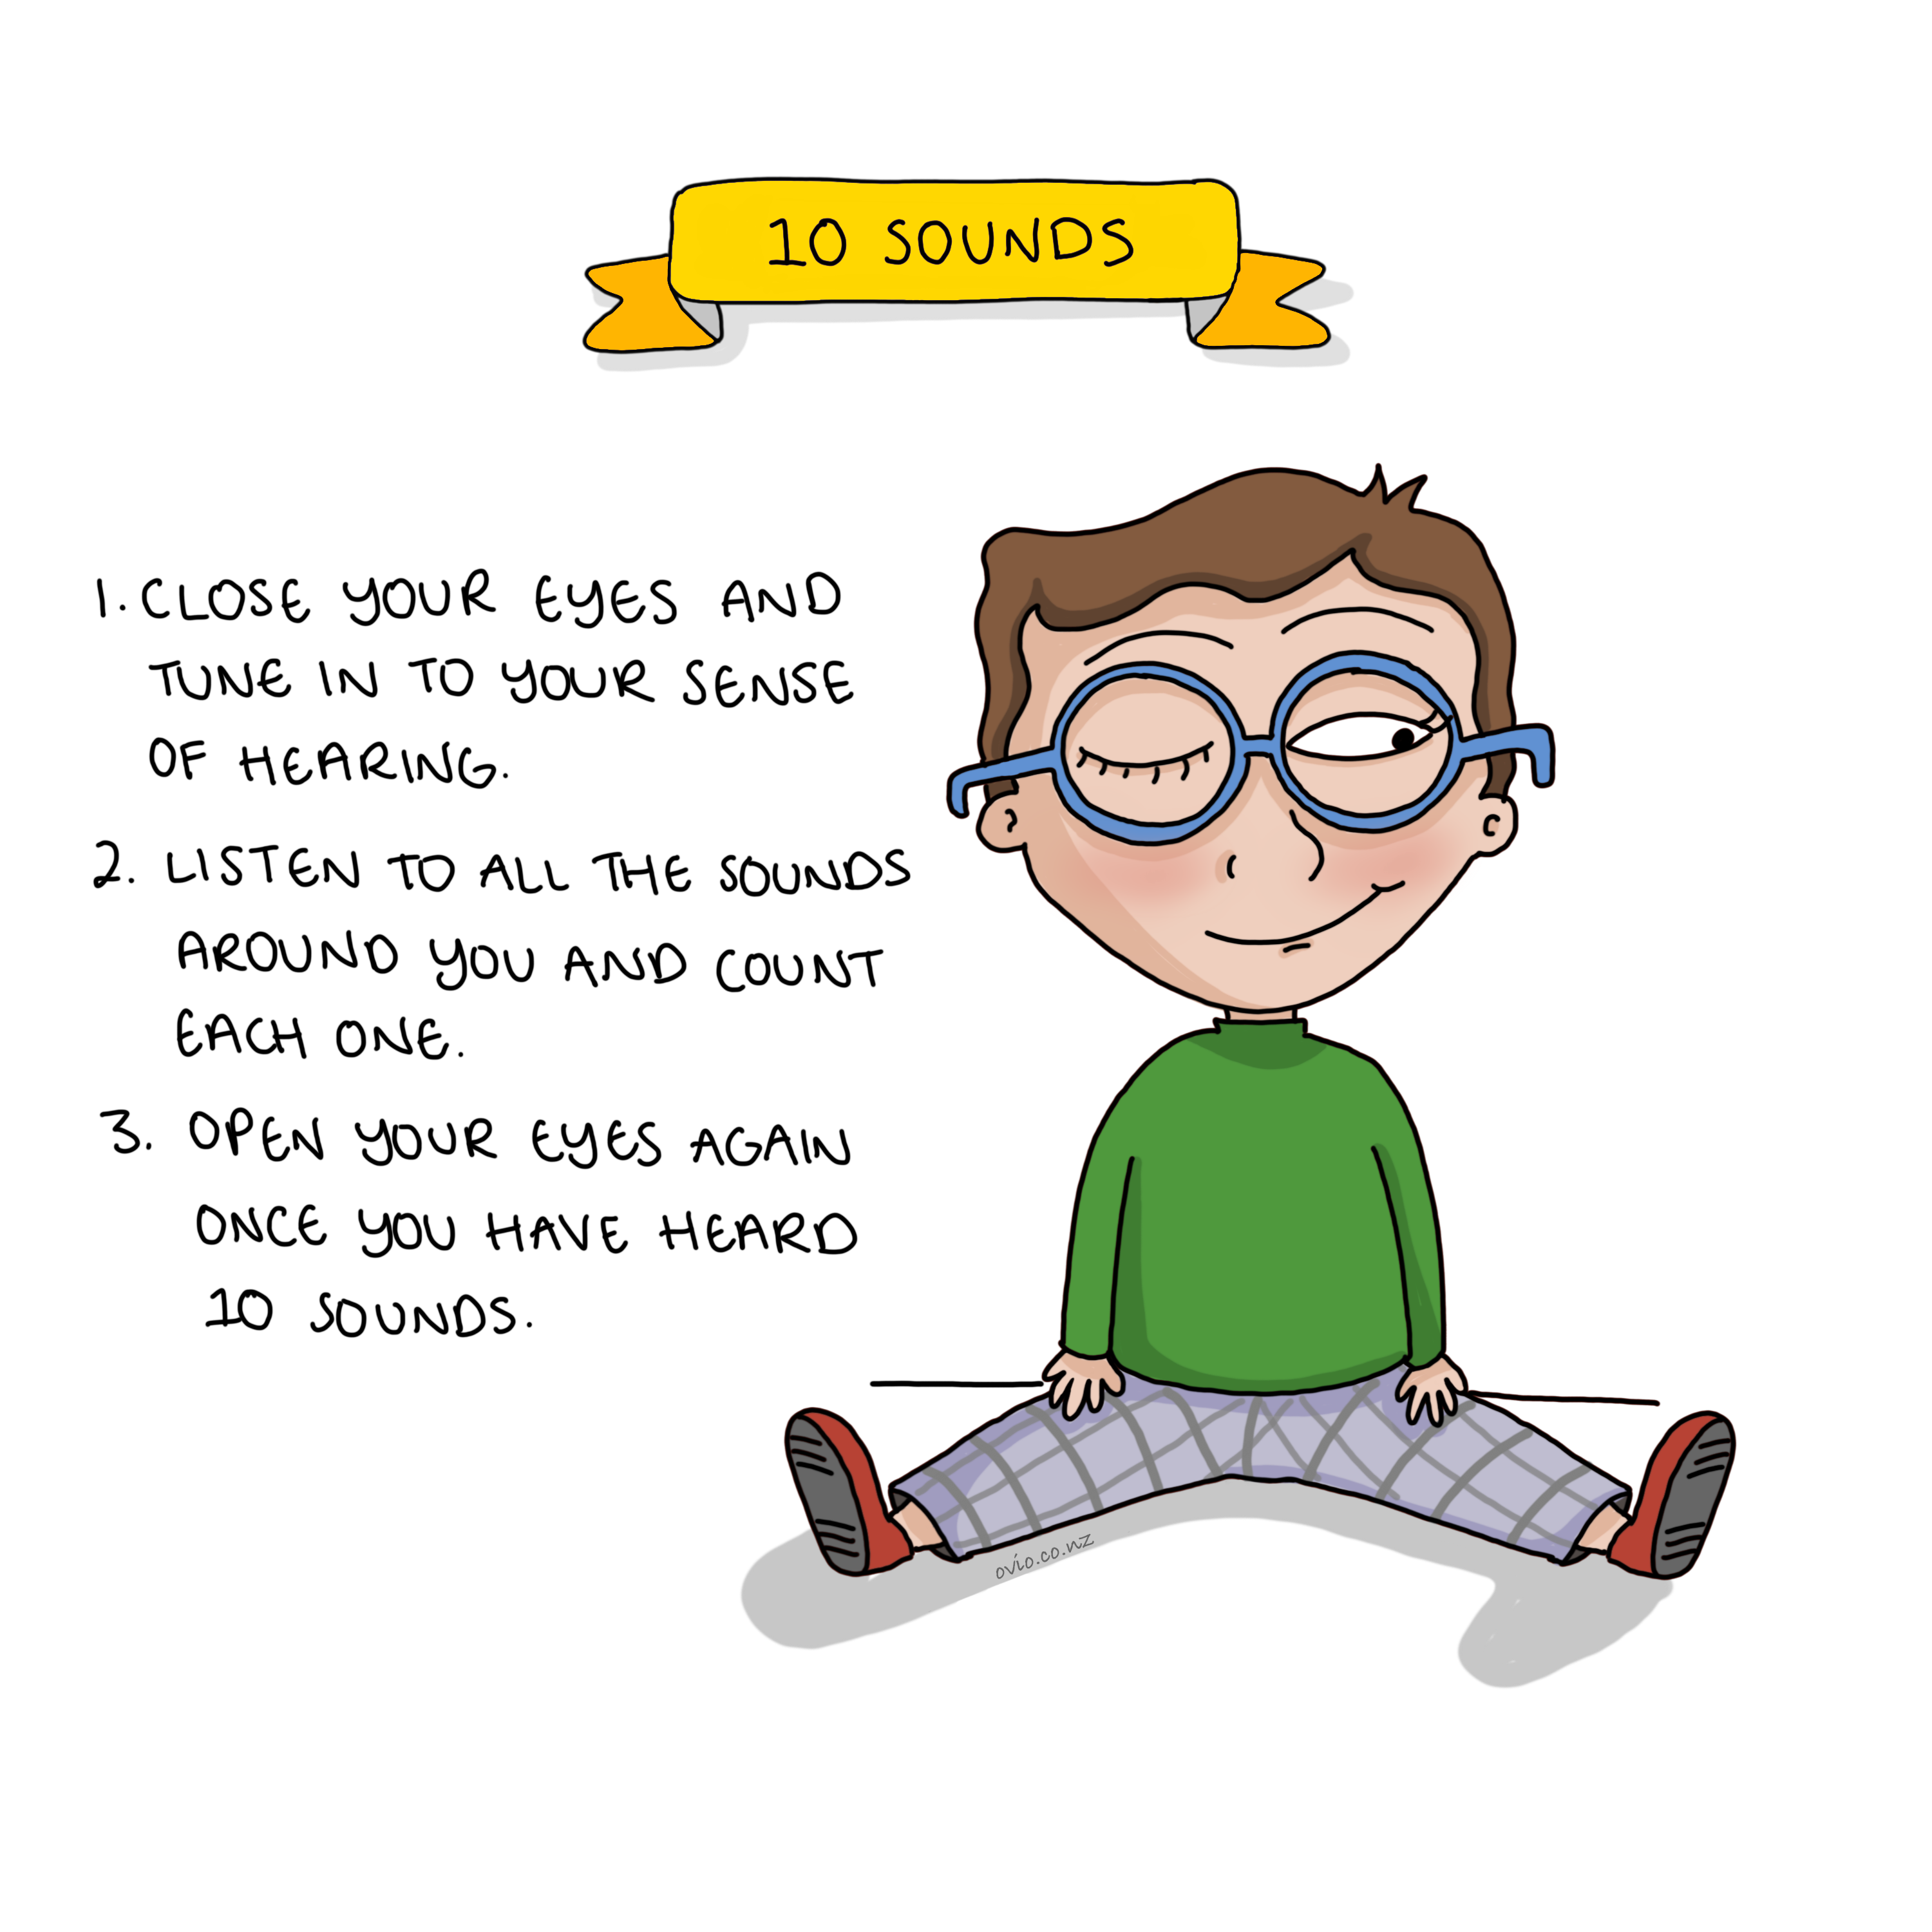 10 SOUNDS
1. CLOSE YOUR EYES AND
TUNE IN TO YOUR SENSE
OF HEARING.
2. LISTEN TO ALL THE SOUNDS
AROUND YOU AND COUNT
EACH ONE.
3. OPEN YOUR EYES AGAIN
ONCE YOU HAVE HEARD
10 SOUNDS.
ovio.co.nz